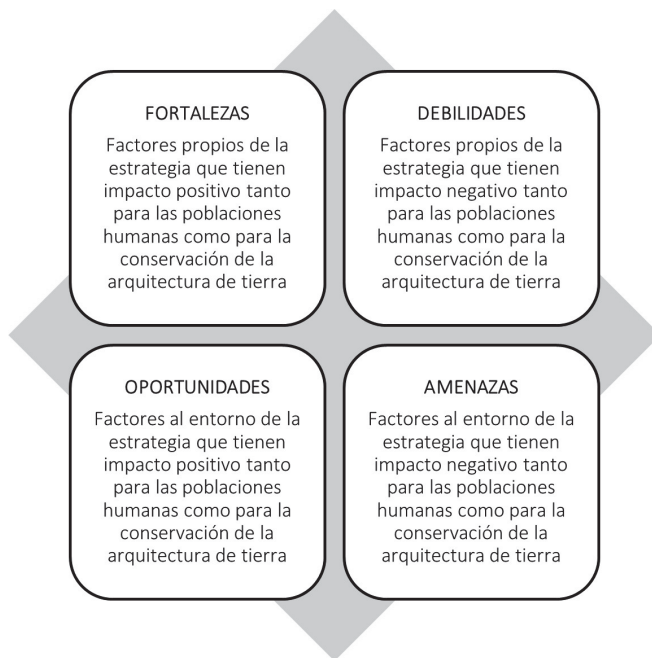 FORTALEZAS
Factores propios de la
estrategia que tienen
impacto positivo tanto
para las poblaciones
humanas como para la
conservación de la
arquitectura de tierra
DEBILIDADES
Factores propios de la
estrategia que tienen
impacto negativo tanto
para las poblaciones
humanas como para la
conservación de la
arquitectura de tierra
OPORTUNIDADES
Factores al entorno de la
estrategia que tienen
impacto positivo tanto
para las poblaciones
humanas como para la
conservación de la
arquitectura de tierra
AMENAZAS
Factores al entorno de la
estrategia que tienen
impacto negativo tanto
para las poblaciones
humanas como para la
conservación de la
arquitectura de tierra